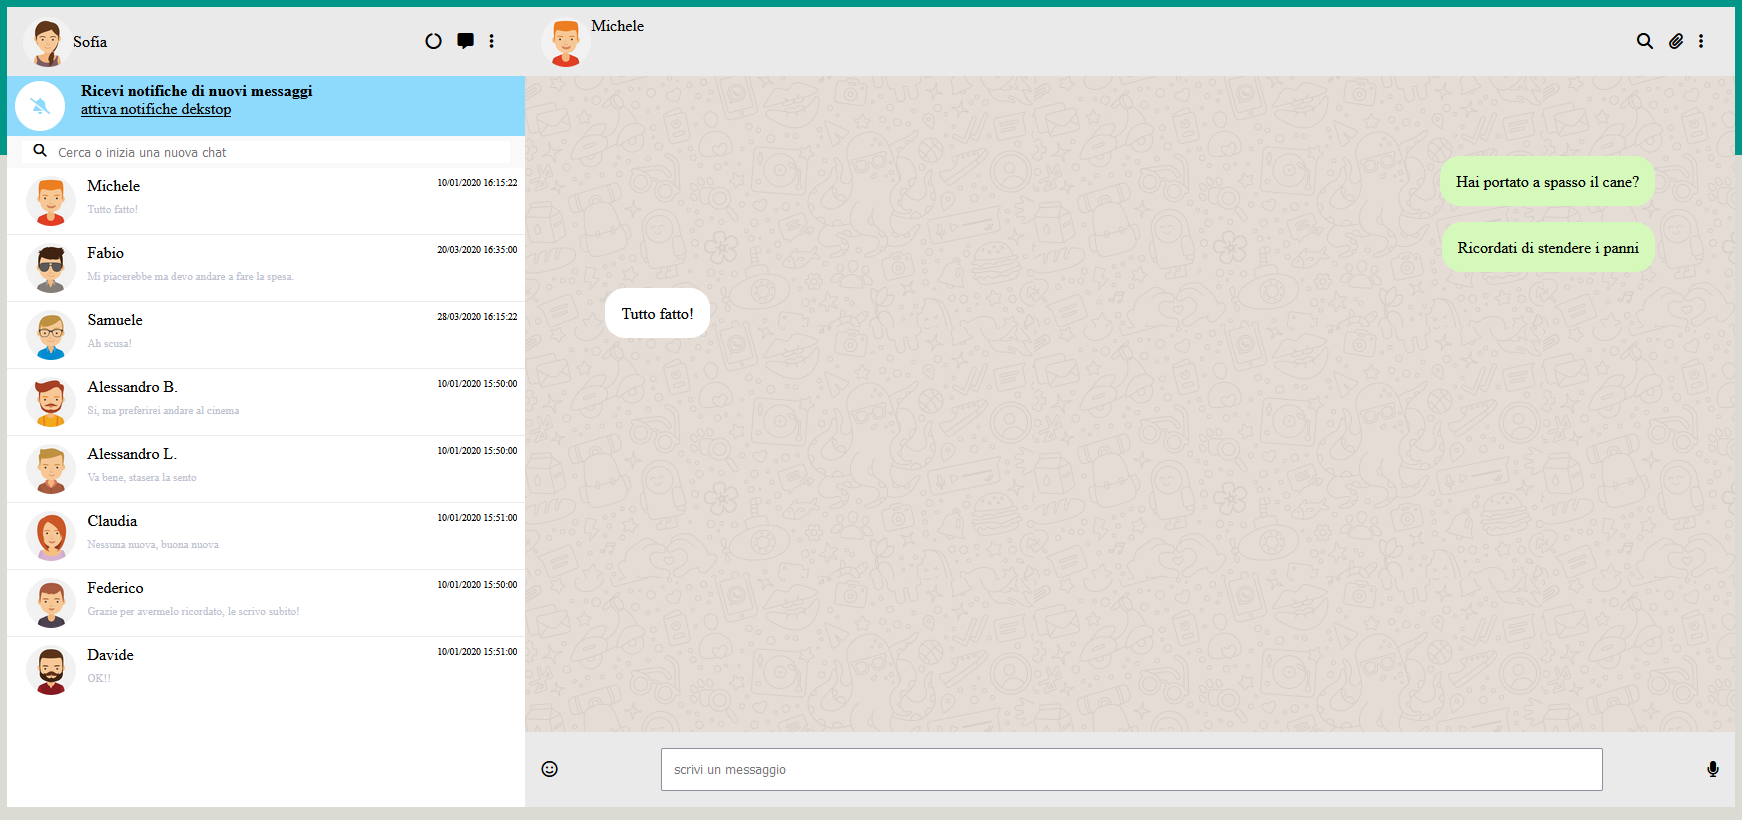 Sofia
Ricevi notifiche di nuovi messaggi
attiva notifiche dekstop
Cerca o inizia una nuova chat
Michele
10/01/2020 16:15:22
Tutto fatto!
Fabio
20/03/2020 16:35:00
Mi piacerebbe ma devo andare a fare la spesa.
Samuele
28/03/2020 16:15:22
Ah scusa!
Alessandro B.
10/01/2020 15:50:00
Si, ma preferirei andare al cinema
Alessandro L.
10/01/2020 15:50:00
Va bene, stasera la sento
Claudia
10/01/2020 15:51:00
Nessuna nuova, buona nuova
Federico
10/01/2020 15:50:00
Grazie per avermelo ricordato, le scrivo subito!
Davide
10/01/2020 15:51:00
OK!!
Michele
Hai portato a spasso il cane?
Ricordati di stendere i panni
Tutto fatto!
scrivi un messaggio